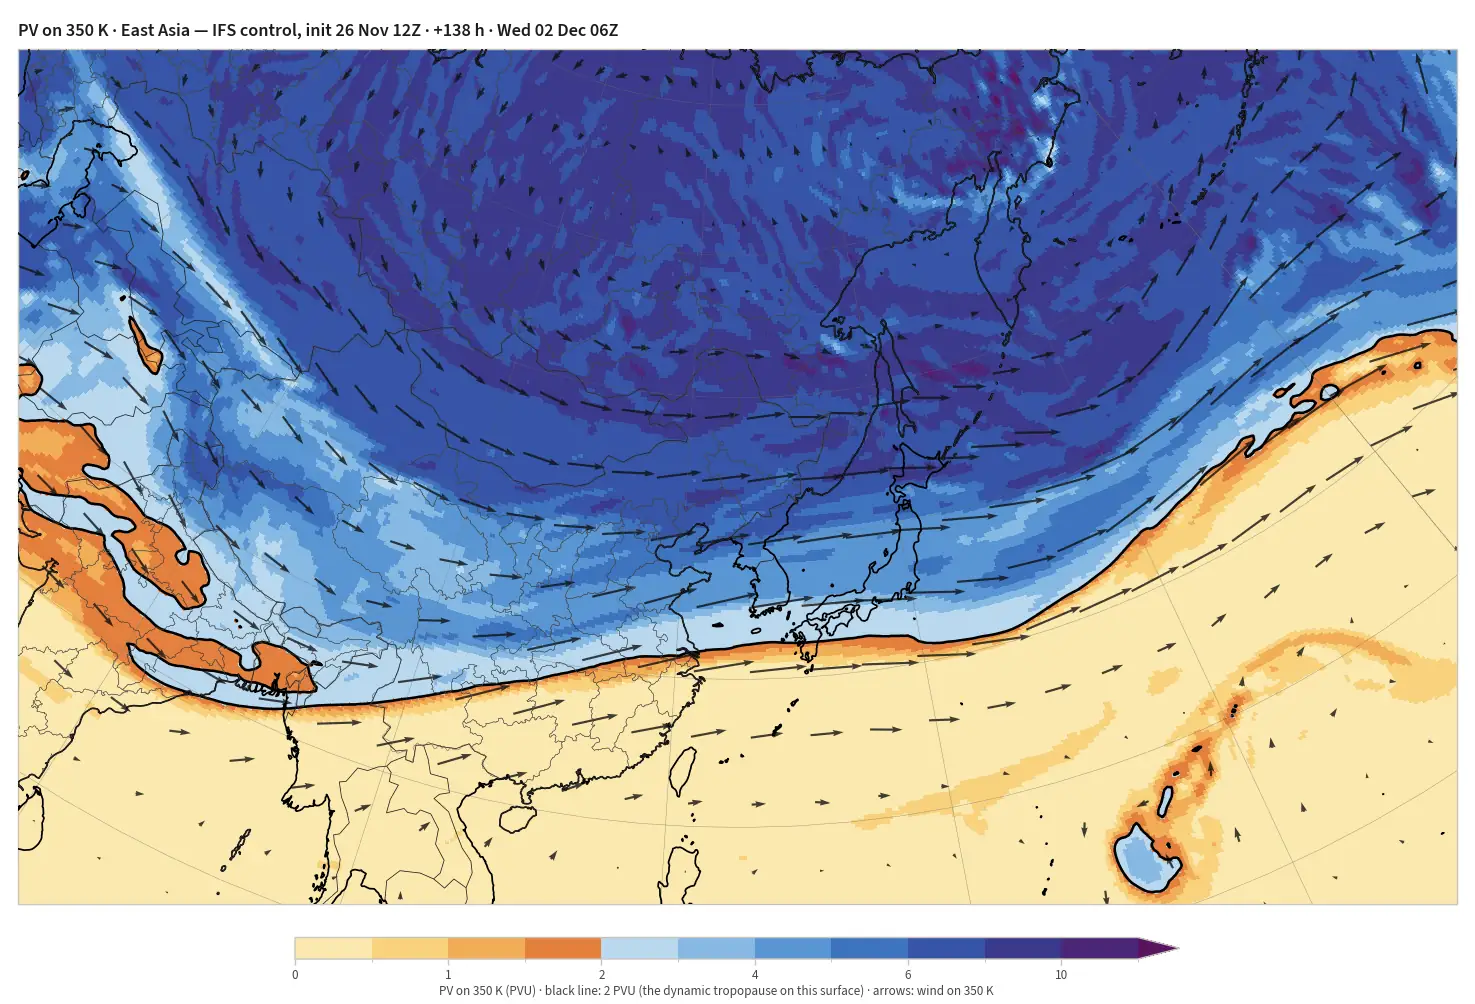 PV on 350 K · East Asia — IFS control, init 26 Nov 12Z · +138 h · Wed 02 Dec 06Z
0 1 2 4 6 10
PV on 350 K (PVU) · black line: 2 PVU (the dynamic tropopause on this surface) · arrows: wind on 350 K